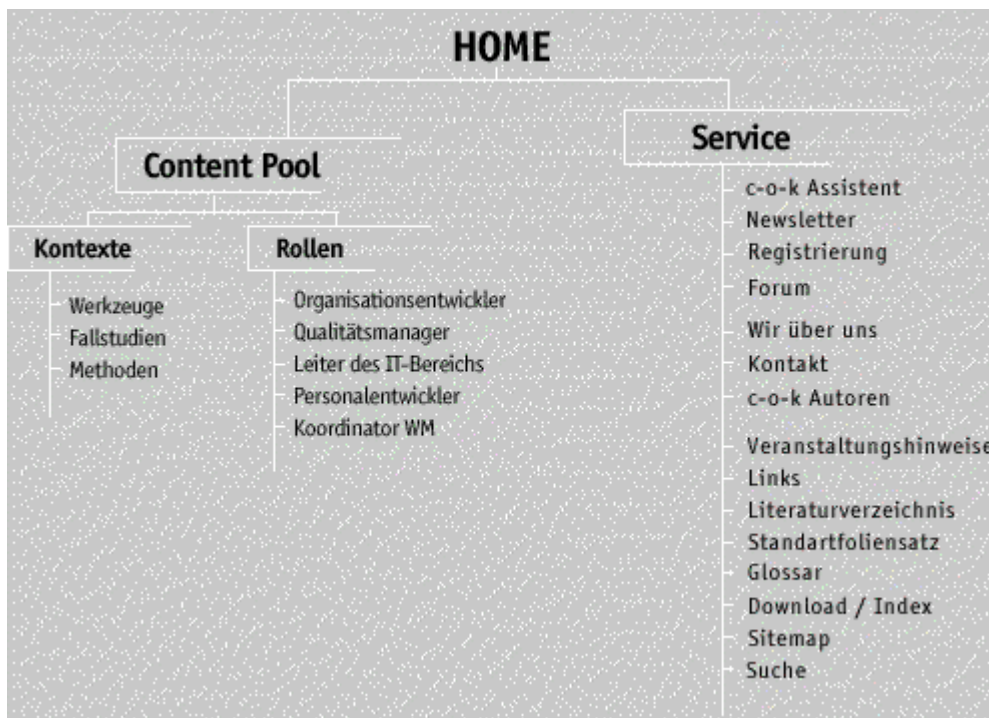 HOME
Content Pool
Kontexte
Werkzeuge
Fallstudien
Methoden
Rollen
Organisationsentwickler
Qualitätsmanager
Leiter des IT-Bereichs
Personalentwickler
Koordinator WM
Service
c-o-k Assistent
Newsletter
Registrierung
Forum
Wir über uns
Kontakt
c-o-k Autoren
Veranstaltungshinweise
Links
Literaturverzeichnis
Standartfoliensatz
Glossar
Download / Index
Sitemap
Suche